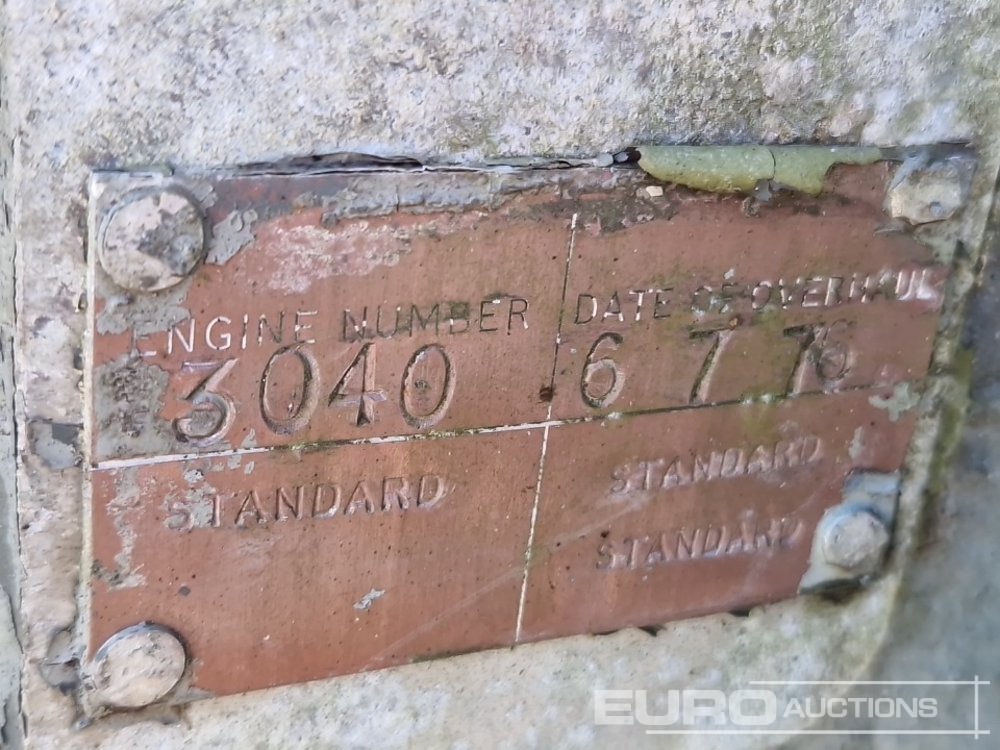 ENGINE NUMBER
3040
DATE OF OVERHAUL
6 7 76
STANDARD
STANDARD
STANDARD
EURO AUCTIONS